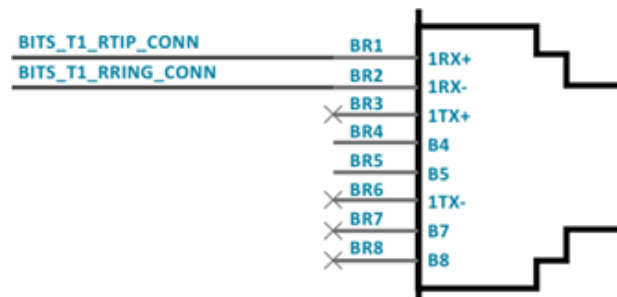 BITS_T1_RTIP_CONN BR1 1RX+
BITS_T1_RRING_CONN BR2 1RX-
BR3 1TX+
BR4 B4
BR5 B5
BR6 1TX-
BR7 B7
BR8 B8